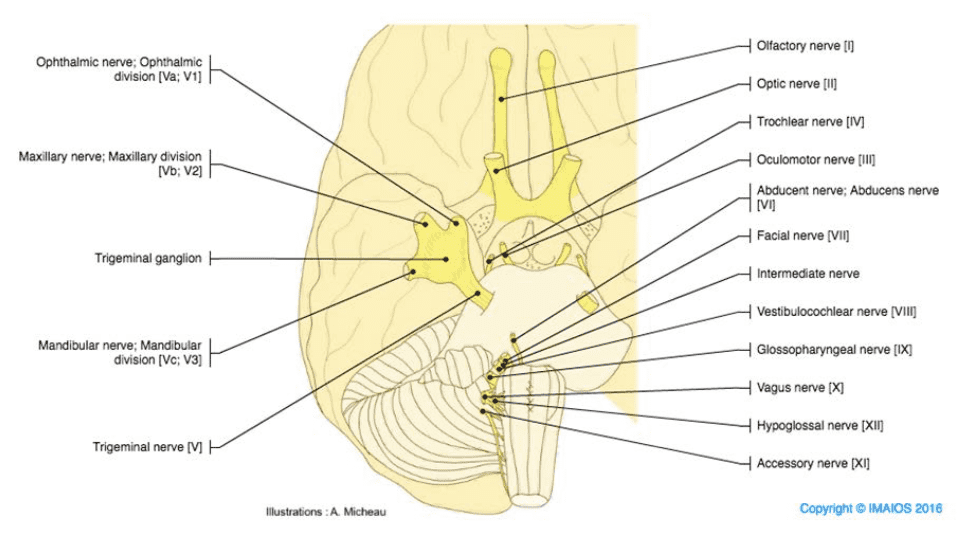 Ophthalmic nerve; Ophthalmic
division [Va; V1]
Maxillary nerve; Maxillary division
[Vb; V2]
Trigeminal ganglion
Mandibular nerve; Mandibular
division [Vc; V3]
Trigeminal nerve [V]
Olfactory nerve [I]
Optic nerve [II]
Trochlear nerve [IV]
Oculomotor nerve [III]
Abducent nerve; Abducens nerve
[VI]
Facial nerve [VII]
Intermediate nerve
Vestibulocochlear nerve [VIII]
Glossopharyngeal nerve [IX]
Vagus nerve [X]
Hypoglossal nerve [XII]
Accessory nerve [XI]
Illustrations : A. Micheau
Copyright © IMAIOS 2016